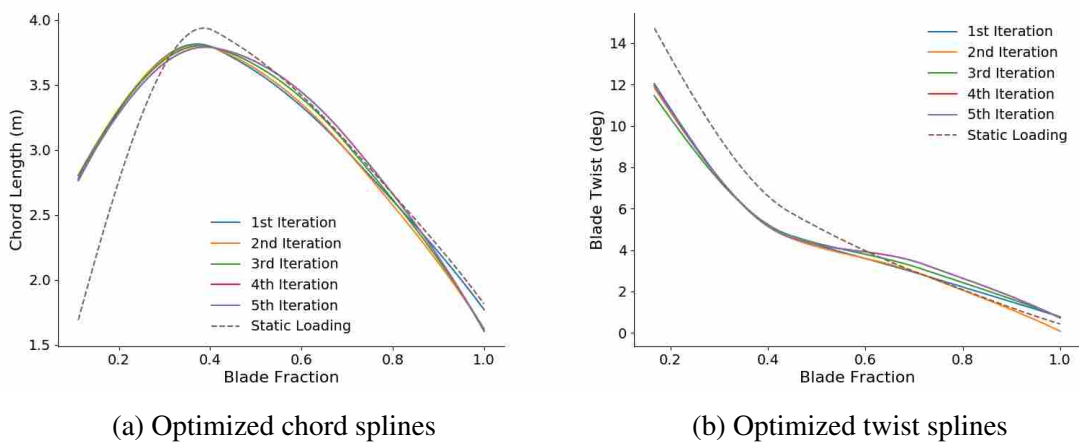 4.0
3.5
3.0
2.5
2.0
1.5
Chord Length (m)
1st Iteration
2nd Iteration
3rd Iteration
4th Iteration
5th Iteration
Static Loading
0.2 0.4 0.6 0.8 1.0
Blade Fraction
(a) Optimized chord splines
14
12
10
8
6
4
2
0
Blade Twist (deg)
1st Iteration
2nd Iteration
3rd Iteration
4th Iteration
5th Iteration
Static Loading
0.2 0.4 0.6 0.8 1.0
Blade Fraction
(b) Optimized twist splines